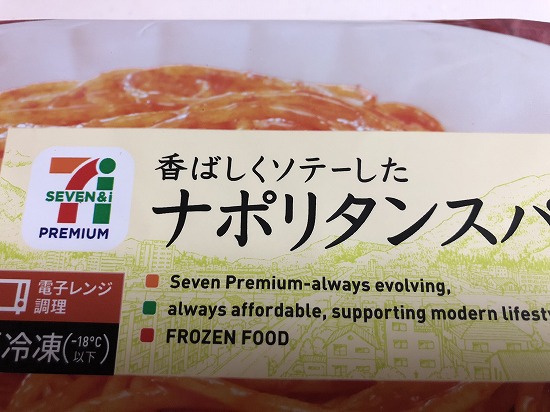 香ばしくソテーした
ナポリタンスパ
SEVEN&i
PREMIUM
Seven Premium-always evolving,
always affordable, supporting modern lifesty
FROZEN FOOD
電子レンジ
調理
冷凍(-18℃以下)